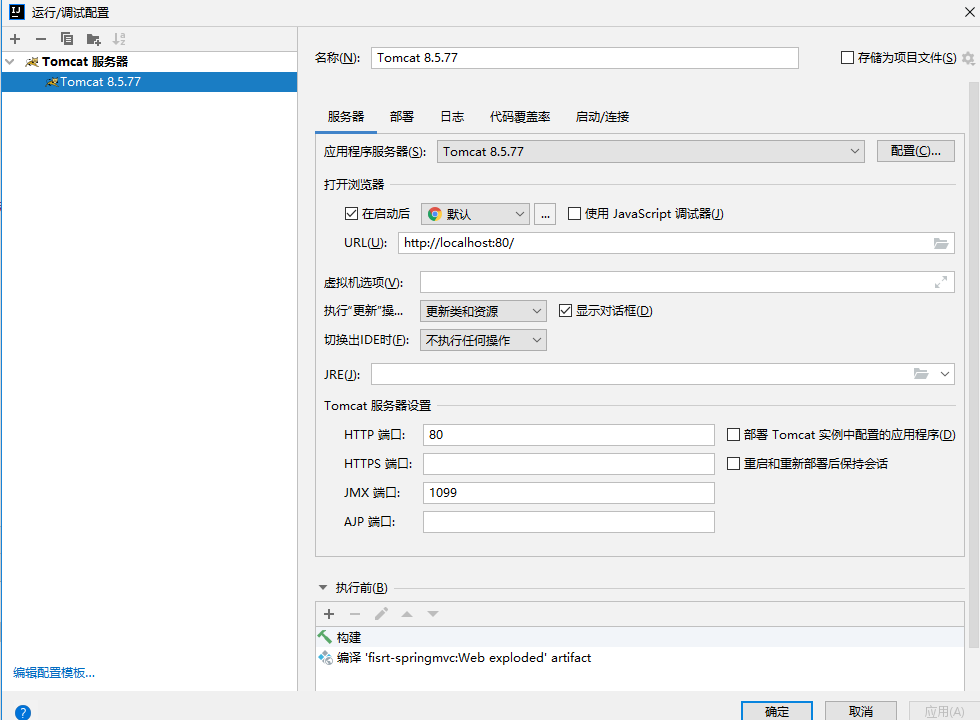 运行/调试配置
Tomcat 服务器
Tomcat 8.5.77
编辑配置模板...
名称(N): Tomcat 8.5.77 存储为项目文件(S)
服务器 部署 日志 代码覆盖率 启动/连接
应用程序服务器(S): Tomcat 8.5.77 配置(C)...
打开浏览器
在启动后 默认 ... 使用 JavaScript 调试器(J)
URL(U): http://localhost:80/
虚拟机选项(V):
执行"更新"操... 更新类和资源 显示对话框(D)
切换出IDE时(F): 不执行任何操作
JRE(J):
Tomcat 服务器设置
HTTP 端口: 80 部署 Tomcat 实例中配置的应用程序(D)
HTTPS 端口: 重启和重新部署后保持会话
JMX 端口: 1099
AJP 端口:
执行前(B)
构建
编译 'fisrt-springmvc:Web exploded' artifact
? 确定 取消 应用(A)